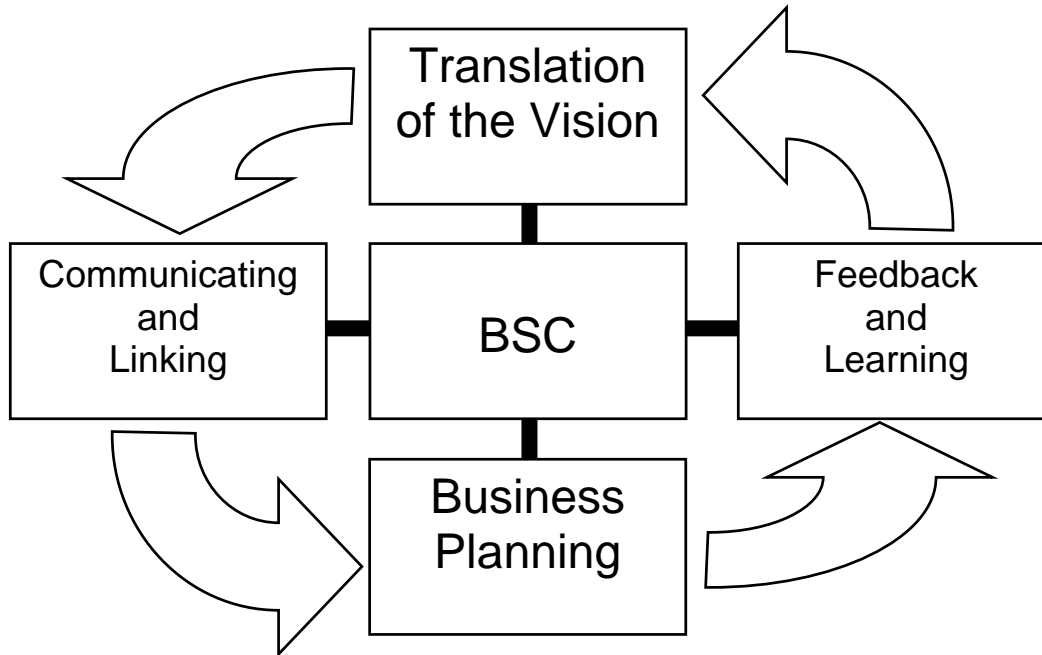 Translation
of the Vision
Communicating
and
Linking
BSC
Feedback
and
Learning
Business
Planning